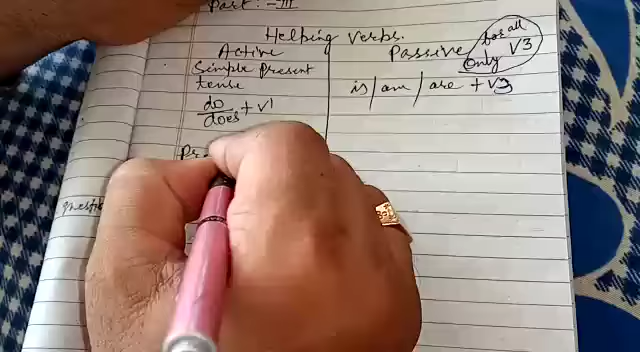 Part: - III
Helping Verbs.
Active
Passive
for all
only V3
Simple Present
tense
is / am / are + V3
do
does + V1
Pre